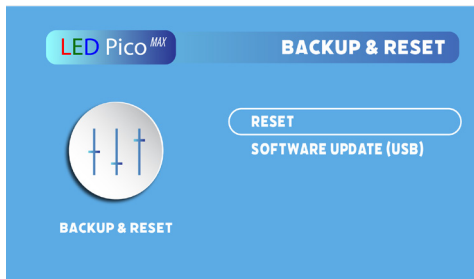 LED Pico MAX
BACKUP & RESET
RESET
SOFTWARE UPDATE (USB)
BACKUP & RESET